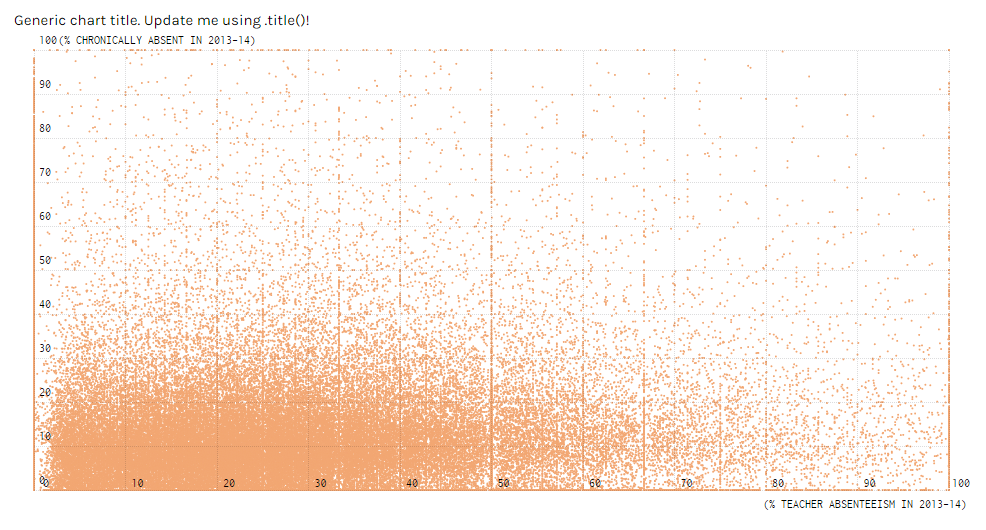 Generic chart title. Update me using .title()!
100 (% CHRONICALLY ABSENT IN 2013-14)
90
80
70
60
50
40
30
20
10
0
0 10 20 30 40 50 60 70 80 90 100
(% TEACHER ABSENTEEISM IN 2013-14)